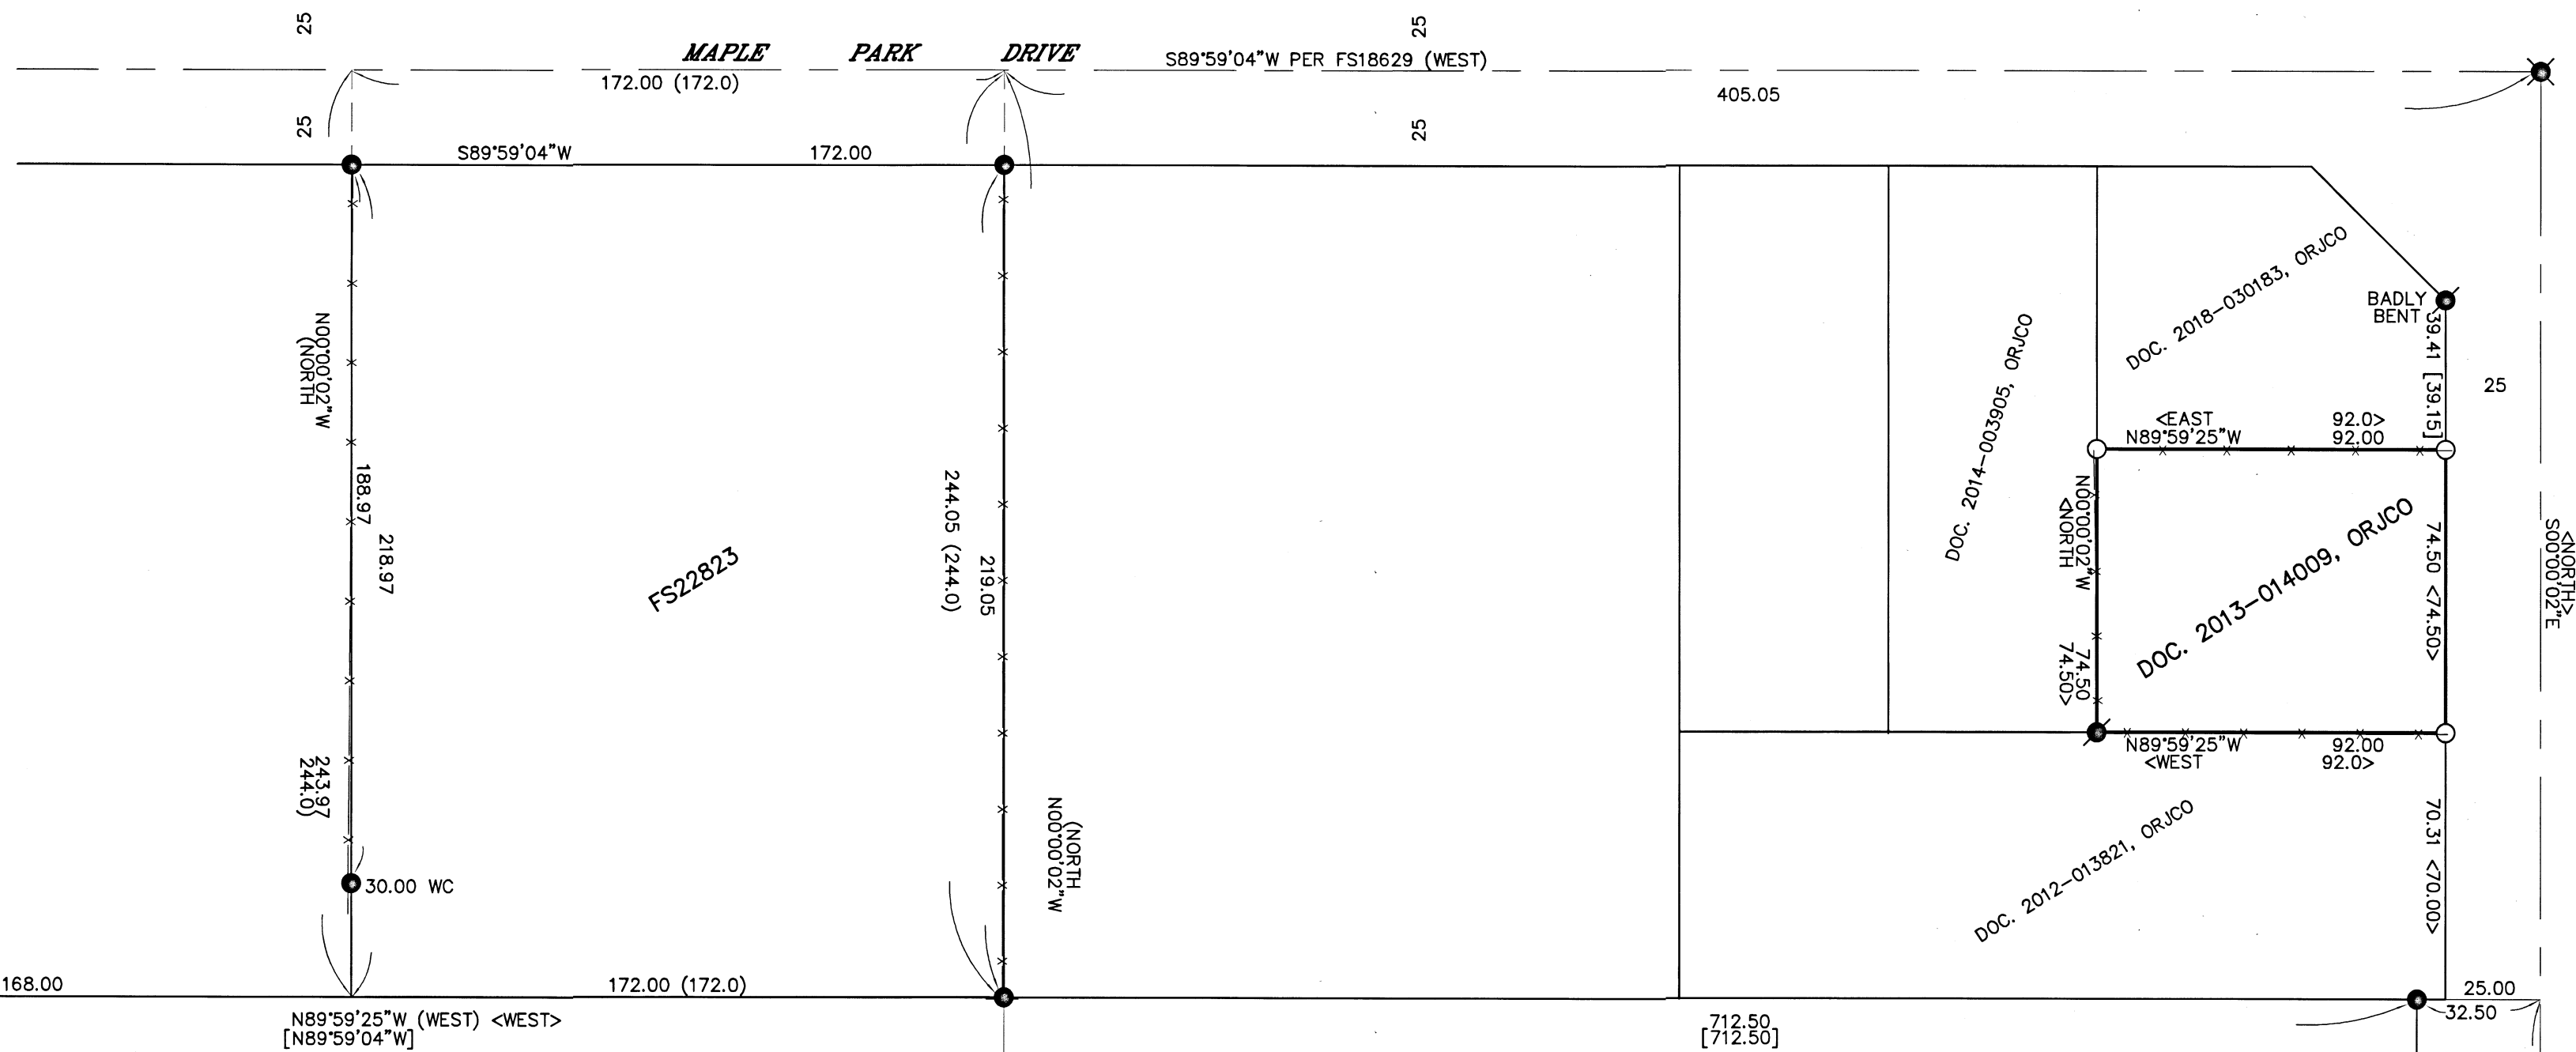 25
25
MAPLE PARK DRIVE
S89°59'04"W PER FS18629 (WEST)
172.00 (172.0)
405.05
25
25
S89°59'04"W
172.00
N00°00'02"W
(NORTH
188.97
218.97
243.97
244.0)
30.00 WC
FS22823
244.05 (244.0)
219.05
(NORTH
N00°00'02"W
DOC. 2014-003905, ORJCO
DOC. 2018-030183, ORJCO
BADLY
BENT
39.41 [39.15]
25
<EAST 92.0>
N89°59'25"W 92.00
N00°00'02"W
<NORTH
74.50
74.50>
DOC. 2013-014009, ORJCO
74.50 <74.50>
<NORTH>
S00°00'02"E
N89°59'25"W 92.00
<WEST 92.0>
DOC. 2012-013821, ORJCO
70.31 <70.00>
168.00
172.00 (172.0)
25.00
32.50
N89°59'25"W (WEST) <WEST>
[N89°59'04"W]
712.50
[712.50]